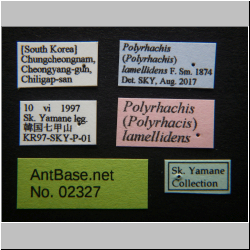 [South Korea]
Chungcheongnam,
Cheongyang-gun,
Chiligap-san
Polyrhachis
(Polyrhachis)
lamellidens F. Sm. 1874
Det. SKY, Aug. 2017
10 vi 1997
Sk. Yamane leg.
韓国七甲山
KR97-SKY-P-01
Polyrhachis
(Polyrhacis)
lamellidens
AntBase.net
No. 02327
Sk. Yamane
Collection